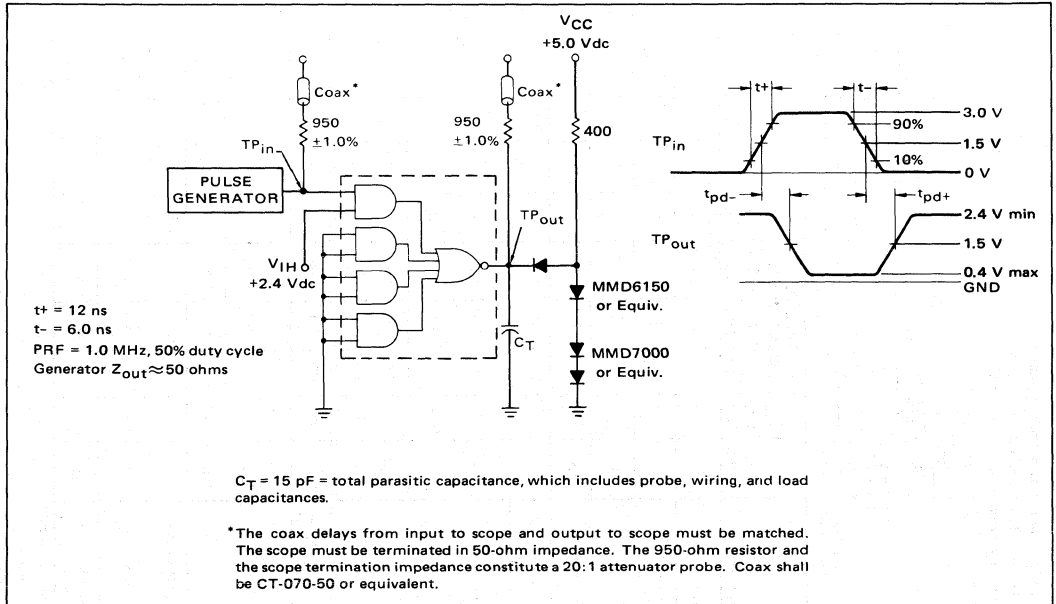 VCC
+5.0 Vdc
Coax*
950
±1.0%
TPin
PULSE
GENERATOR
VIH
+2.4 Vdc
Coax*
950
±1.0%
400
TPout
CT
MMD6150
or Equiv.
MMD7000
or Equiv.
t+
t–
TPin
3.0 V
90%
1.5 V
10%
0 V
tpd–
tpd+
TPout
2.4 V min
1.5 V
0.4 V max
GND
t+ = 12 ns
t– = 6.0 ns
PRF = 1.0 MHz, 50% duty cycle
Generator Zout≈50 ohms
CT = 15 pF = total parasitic capacitance, which includes probe, wiring, and load
capacitances.
*The coax delays from input to scope and output to scope must be matched.
The scope must be terminated in 50-ohm impedance. The 950-ohm resistor and
the scope termination impedance constitute a 20:1 attenuator probe. Coax shall
be CT-070-50 or equivalent.